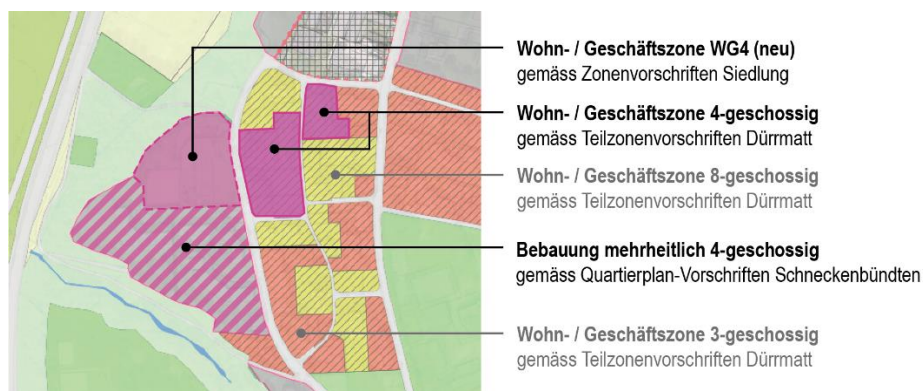 Wohn- / Geschäftszone WG4 (neu)
gemäss Zonenvorschriften Siedlung
Wohn- / Geschäftszone 4-geschossig
gemäss Teilzonenvorschriften Dürrmatt
Wohn- / Geschäftszone 8-geschossig
gemäss Teilzonenvorschriften Dürrmatt
Bebauung mehrheitlich 4-geschossig
gemäss Quartierplan-Vorschriften Schneckenbündten
Wohn- / Geschäftszone 3-geschossig
gemäss Teilzonenvorschriften Dürrmatt